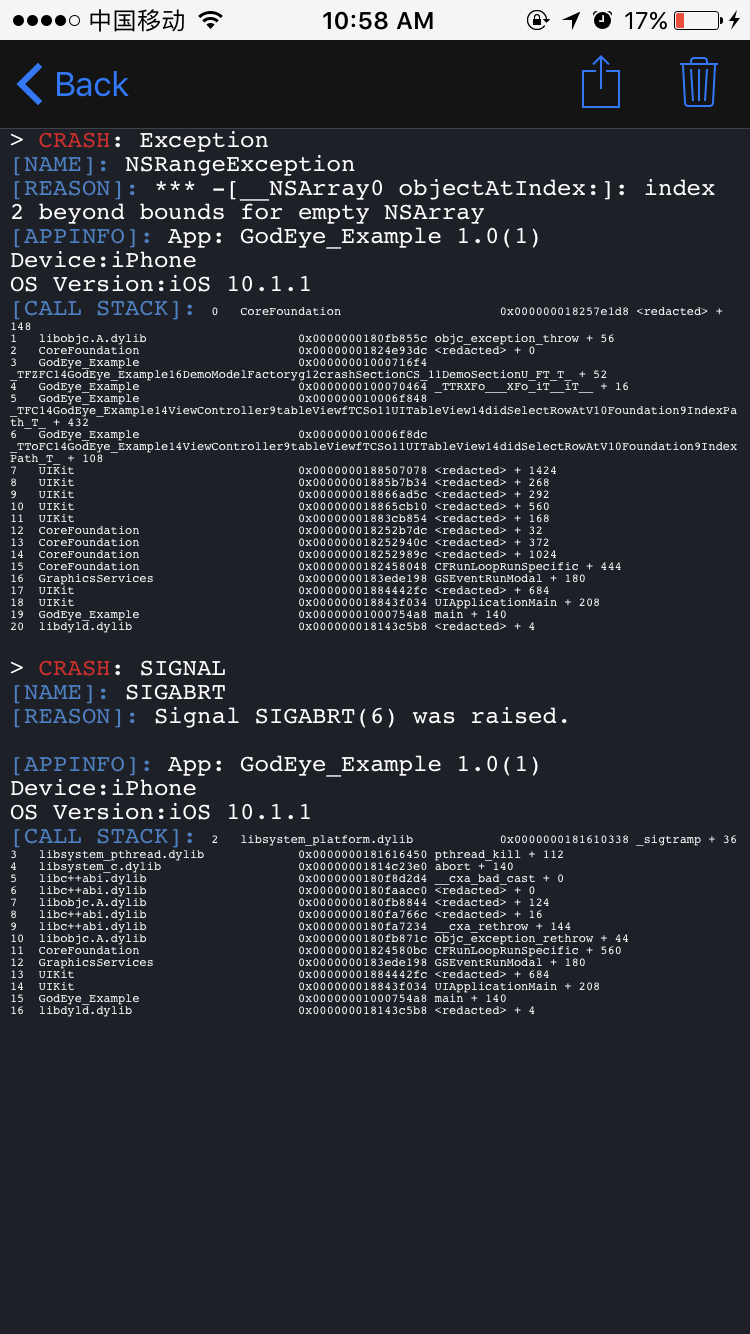 中国移动 10:58 AM 17%
Back
> CRASH: Exception
[NAME]: NSRangeException
[REASON]: *** -[__NSArray0 objectAtIndex:]: index
2 beyond bounds for empty NSArray
[APPINFO]: App: GodEye_Example 1.0(1)
Device:iPhone
OS Version:iOS 10.1.1
[CALL STACK]: 0 CoreFoundation 0x000000018257e1d8 <redacted> +
148
1 libobjc.A.dylib 0x0000000180fb855c objc_exception_throw + 56
2 CoreFoundation 0x00000001824e93dc <redacted> + 0
3 GodEye_Example 0x00000001000716f4
_TFZFC14GodEye_Example16DemoModelFactoryg12crashSectionCS_11DemoSectionU_FT_T_ + 52
4 GodEye_Example 0x0000000100070464 _TTRXFo___XFo_iT__iT__ + 16
5 GodEye_Example 0x000000010006f848
_TFC14GodEye_Example14ViewController9tableViewfTCSo11UITableView14didSelectRowAtV10Foundation9IndexPa
th_T_ + 432
6 GodEye_Example 0x000000010006f8dc
_TToFC14GodEye_Example14ViewController9tableViewfTCSo11UITableView14didSelectRowAtV10Foundation9Index
Path_T_ + 108
7 UIKit 0x0000000188507078 <redacted> + 1424
8 UIKit 0x00000001885b7b34 <redacted> + 268
9 UIKit 0x000000018866ad5c <redacted> + 292
10 UIKit 0x000000018865cb10 <redacted> + 560
11 UIKit 0x00000001883cb854 <redacted> + 168
12 CoreFoundation 0x000000018252b7dc <redacted> + 32
13 CoreFoundation 0x000000018252940c <redacted> + 372
14 CoreFoundation 0x000000018252989c <redacted> + 1024
15 CoreFoundation 0x0000000182458048 CFRunLoopRunSpecific + 444
16 GraphicsServices 0x0000000183ede198 GSEventRunModal + 180
17 UIKit 0x00000001884442fc <redacted> + 684
18 UIKit 0x000000018843f034 UIApplicationMain + 208
19 GodEye_Example 0x00000001000754a8 main + 140
20 libdyld.dylib 0x000000018143c5b8 <redacted> + 4
> CRASH: SIGNAL
[NAME]: SIGABRT
[REASON]: Signal SIGABRT(6) was raised.
[APPINFO]: App: GodEye_Example 1.0(1)
Device:iPhone
OS Version:iOS 10.1.1
[CALL STACK]: 2 libsystem_platform.dylib 0x0000000181610338 _sigtramp + 36
3 libsystem_pthread.dylib 0x0000000181616450 pthread_kill + 112
4 libsystem_c.dylib 0x00000001814c23e0 abort + 140
5 libc++abi.dylib 0x0000000180f8d2d4 __cxa_bad_cast + 0
6 libc++abi.dylib 0x0000000180faacc0 <redacted> + 0
7 libobjc.A.dylib 0x0000000180fb8844 <redacted> + 124
8 libc++abi.dylib 0x0000000180fa766c <redacted> + 16
9 libc++abi.dylib 0x0000000180fa7234 __cxa_rethrow + 144
10 libobjc.A.dylib 0x0000000180fb871c objc_exception_rethrow + 44
11 CoreFoundation 0x00000001824580bc CFRunLoopRunSpecific + 560
12 GraphicsServices 0x0000000183ede198 GSEventRunModal + 180
13 UIKit 0x00000001884442fc <redacted> + 684
14 UIKit 0x000000018843f034 UIApplicationMain + 208
15 GodEye_Example 0x00000001000754a8 main + 140
16 libdyld.dylib 0x000000018143c5b8 <redacted> + 4